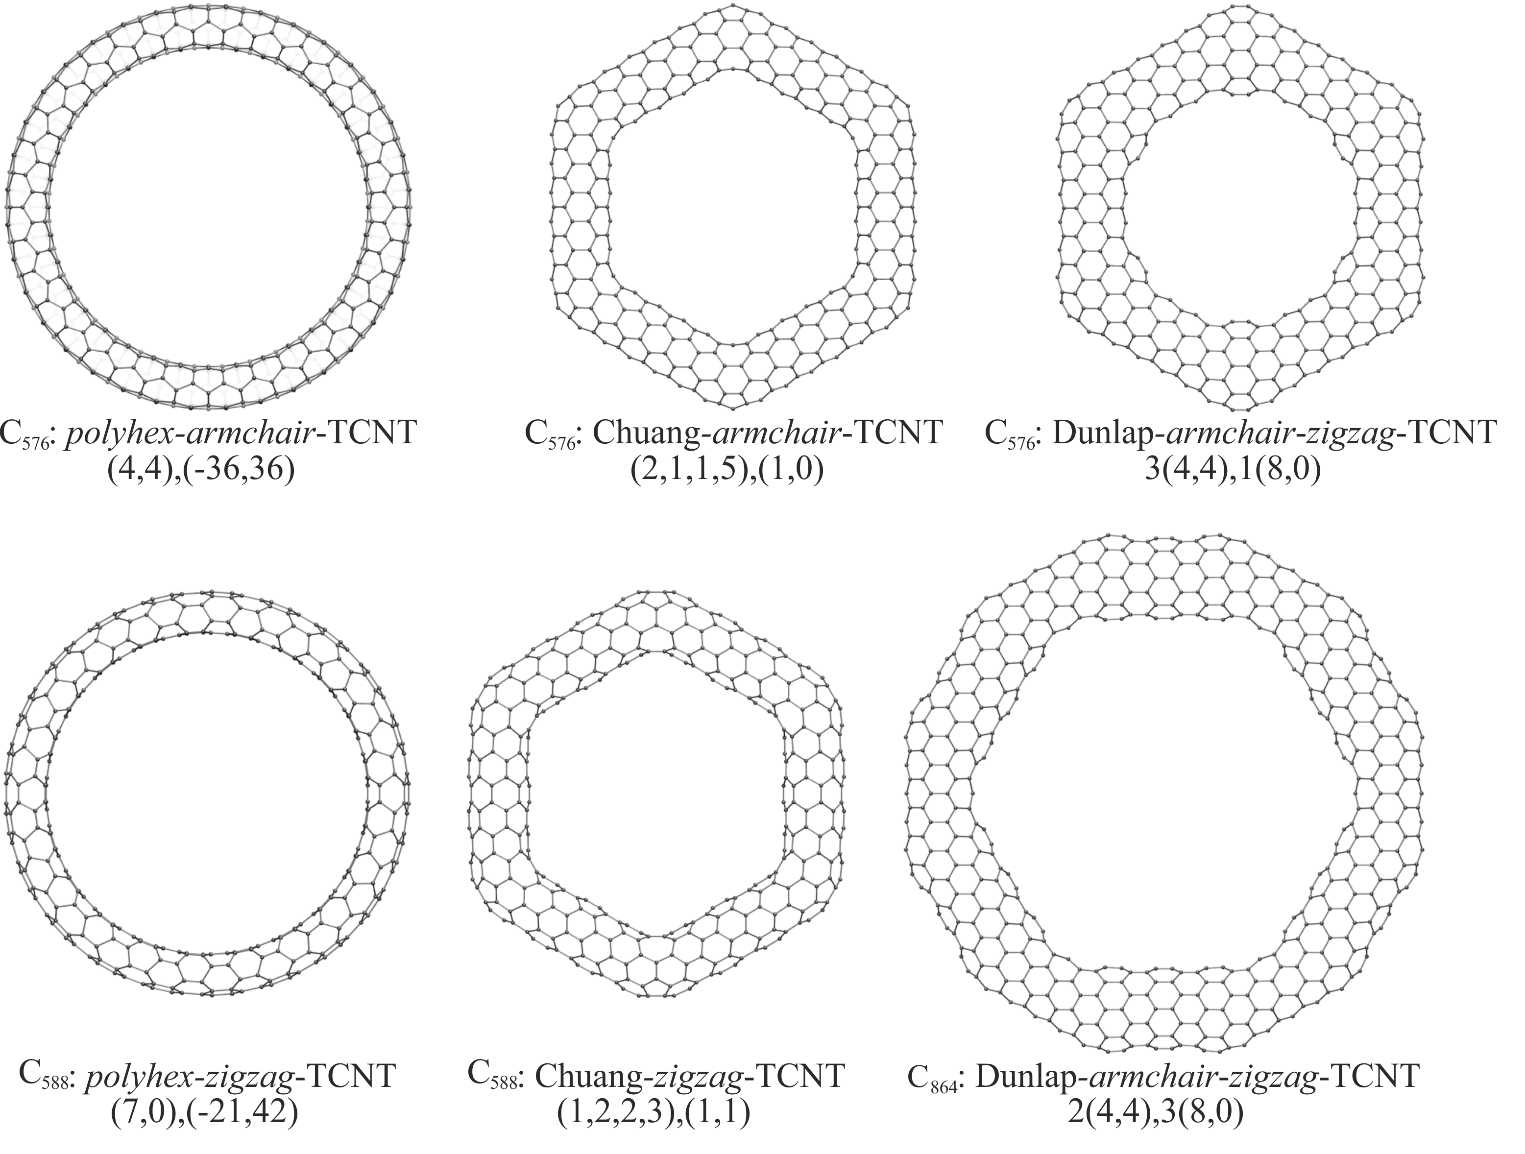 C576: polyhex-armchair-TCNT
(4,4),(-36,36)
C576: Chuang-armchair-TCNT
(2,1,1,5),(1,0)
C576: Dunlap-armchair-zigzag-TCNT
3(4,4),1(8,0)
C588: polyhex-zigzag-TCNT
(7,0),(-21,42)
C588: Chuang-zigzag-TCNT
(1,2,2,3),(1,1)
C864: Dunlap-armchair-zigzag-TCNT
2(4,4),3(8,0)